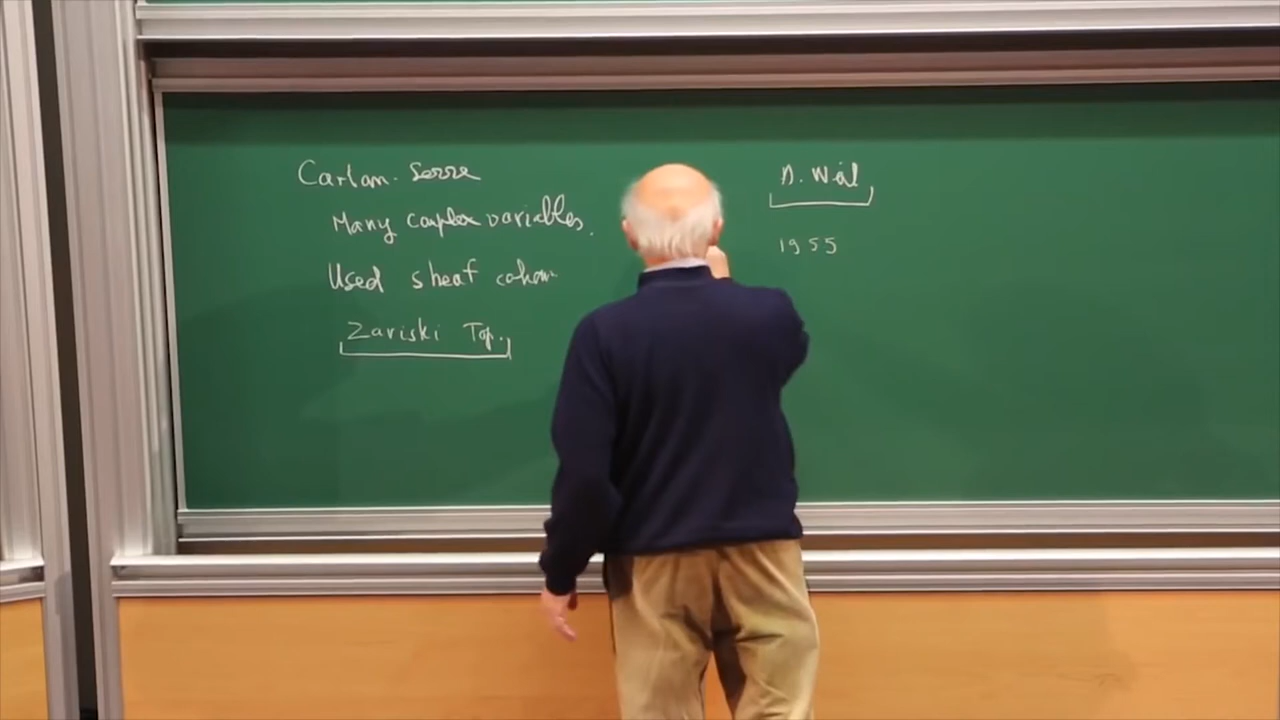 Cartan-Serre
Many complex variables.
Used sheaf cohom
Zariski Top.
A. Weil
1955